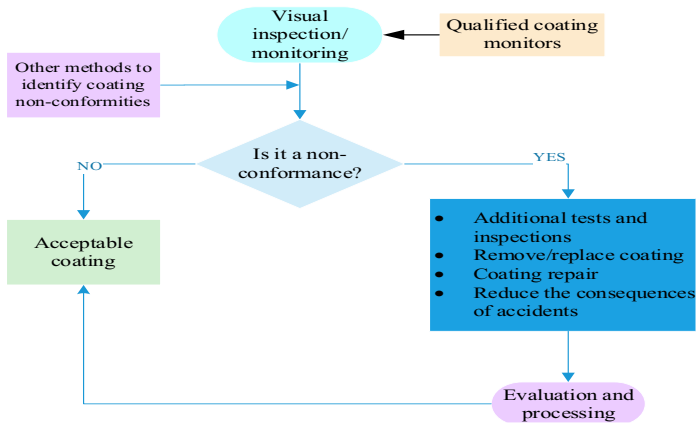 Visual
inspection/
monitoring
Qualified coating
monitors
Other methods to
identify coating
non-conformities
Is it a non-
conformance?
NO
YES
Acceptable
coating
● Additional tests and
inspections
● Remove/replace coating
● Coating repair
● Reduce the consequences
of accidents
Evaluation and
processing